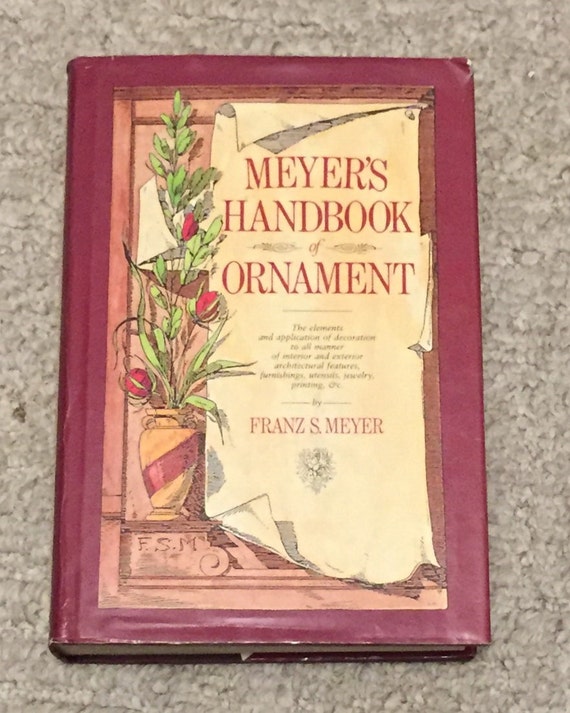 MEYER'S
HANDBOOK
of
ORNAMENT
The elements
and application of decoration
to all manner
of interior and exterior
architectural features,
furnishings, utensils, jewelry,
printing, &c.
by
FRANZ S. MEYER
F.S.M